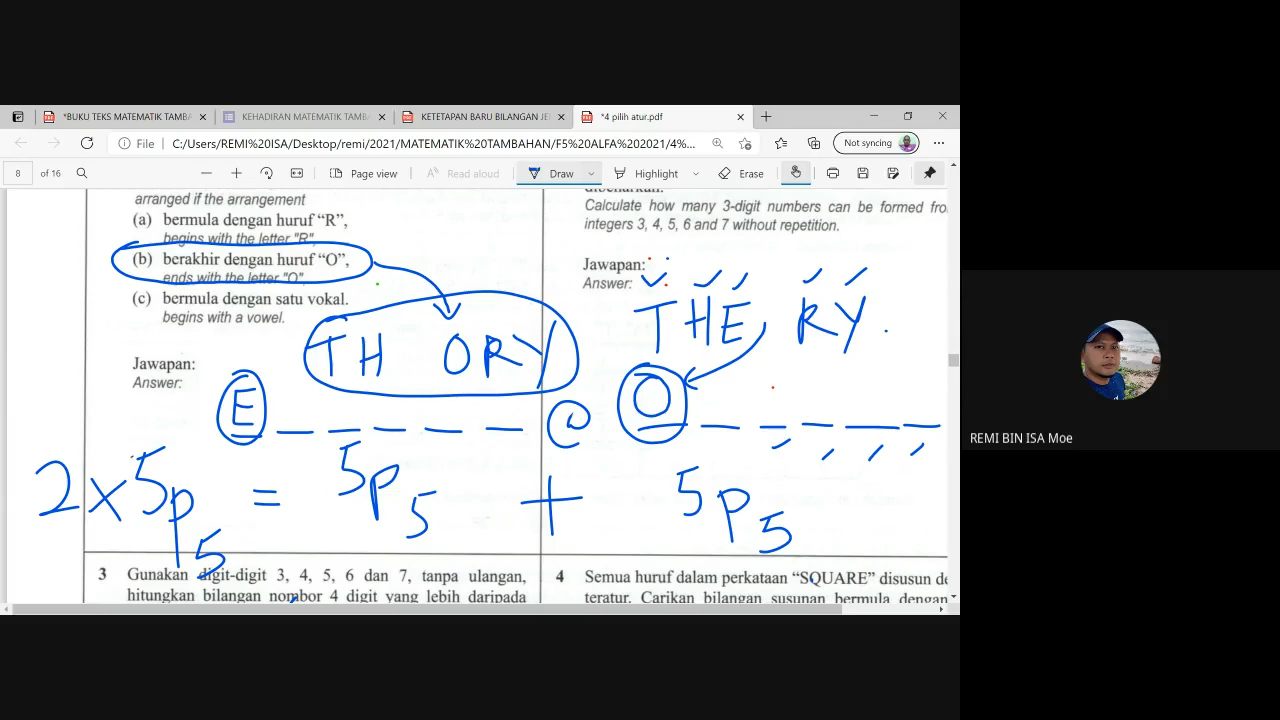 *BUKU TEKS MATEMATIK TAMBA
KEHADIRAN MATEMATIK TAMBA
KETETAPAN BARU BILANGAN JE
*4 pilih atur.pdf
File
C:/Users/REMI%20ISA/Desktop/remi/2021/MATEMATIK%20TAMBAHAN/F5%20ALFA%202021/4%...
Not syncing
8 of 16
Page view
Read aloud
Draw
Highlight
Erase
arranged if the arrangement
(a) bermula dengan huruf “R”,
begins with the letter "R",
(b) berakhir dengan huruf “O”,
ends with the letter "O",
(c) bermula dengan satu vokal.
begins with a vowel.
Jawapan:
Answer:
dibenarkan.
Calculate how many 3-digit numbers can be formed fro
integers 3, 4, 5, 6 and 7 without repetition.
Jawapan:
Answer:
T H E R Y .
T H O R Y
E _ _ _ _ _ @ O _ _ _ _ _
2 x 5P5 = 5P5 + 5P5
3 Gunakan digit-digit 3, 4, 5, 6 dan 7, tanpa ulangan,
hitungkan bilangan nombor 4 digit yang lebih daripada
4 Semua huruf dalam perkataan “SQUARE” disusun de
teratur. Carikan bilangan susunan bermula dengan
REMI BIN ISA Moe